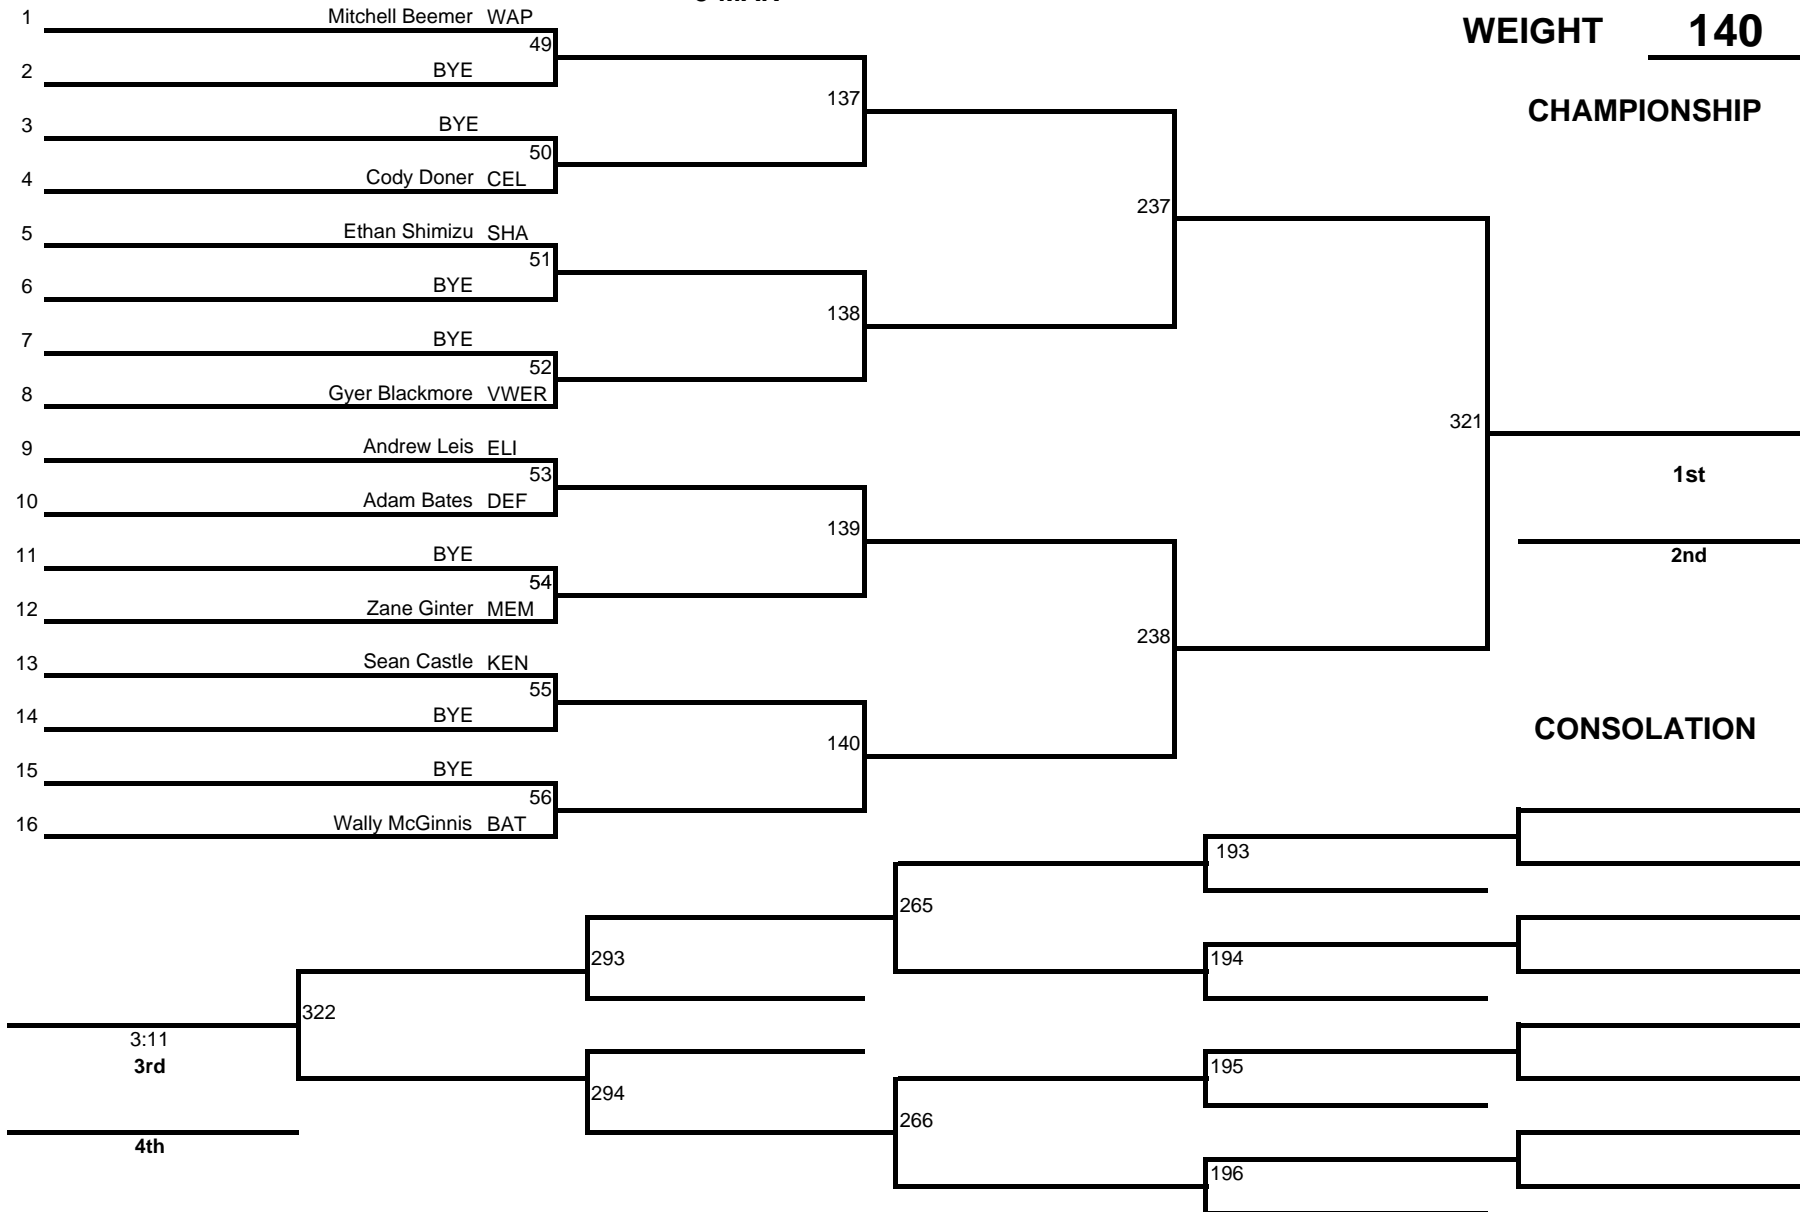 WEIGHT 140
1 Mitchell Beemer WAP
49
2 BYE
137
CHAMPIONSHIP
3 BYE
50
4 Cody Doner CEL
237
5 Ethan Shimizu SHA
51
6 BYE
138
7 BYE
52
8 Gyer Blackmore VWER
321
9 Andrew Leis ELI
53
1st
10 Adam Bates DEF
139
11 BYE
2nd
54
12 Zane Ginter MEM
238
13 Sean Castle KEN
55
14 BYE
CONSOLATION
140
15 BYE
56
16 Wally McGinnis BAT
193
265
293
194
322
3:11
3rd
195
294
266
4th
196